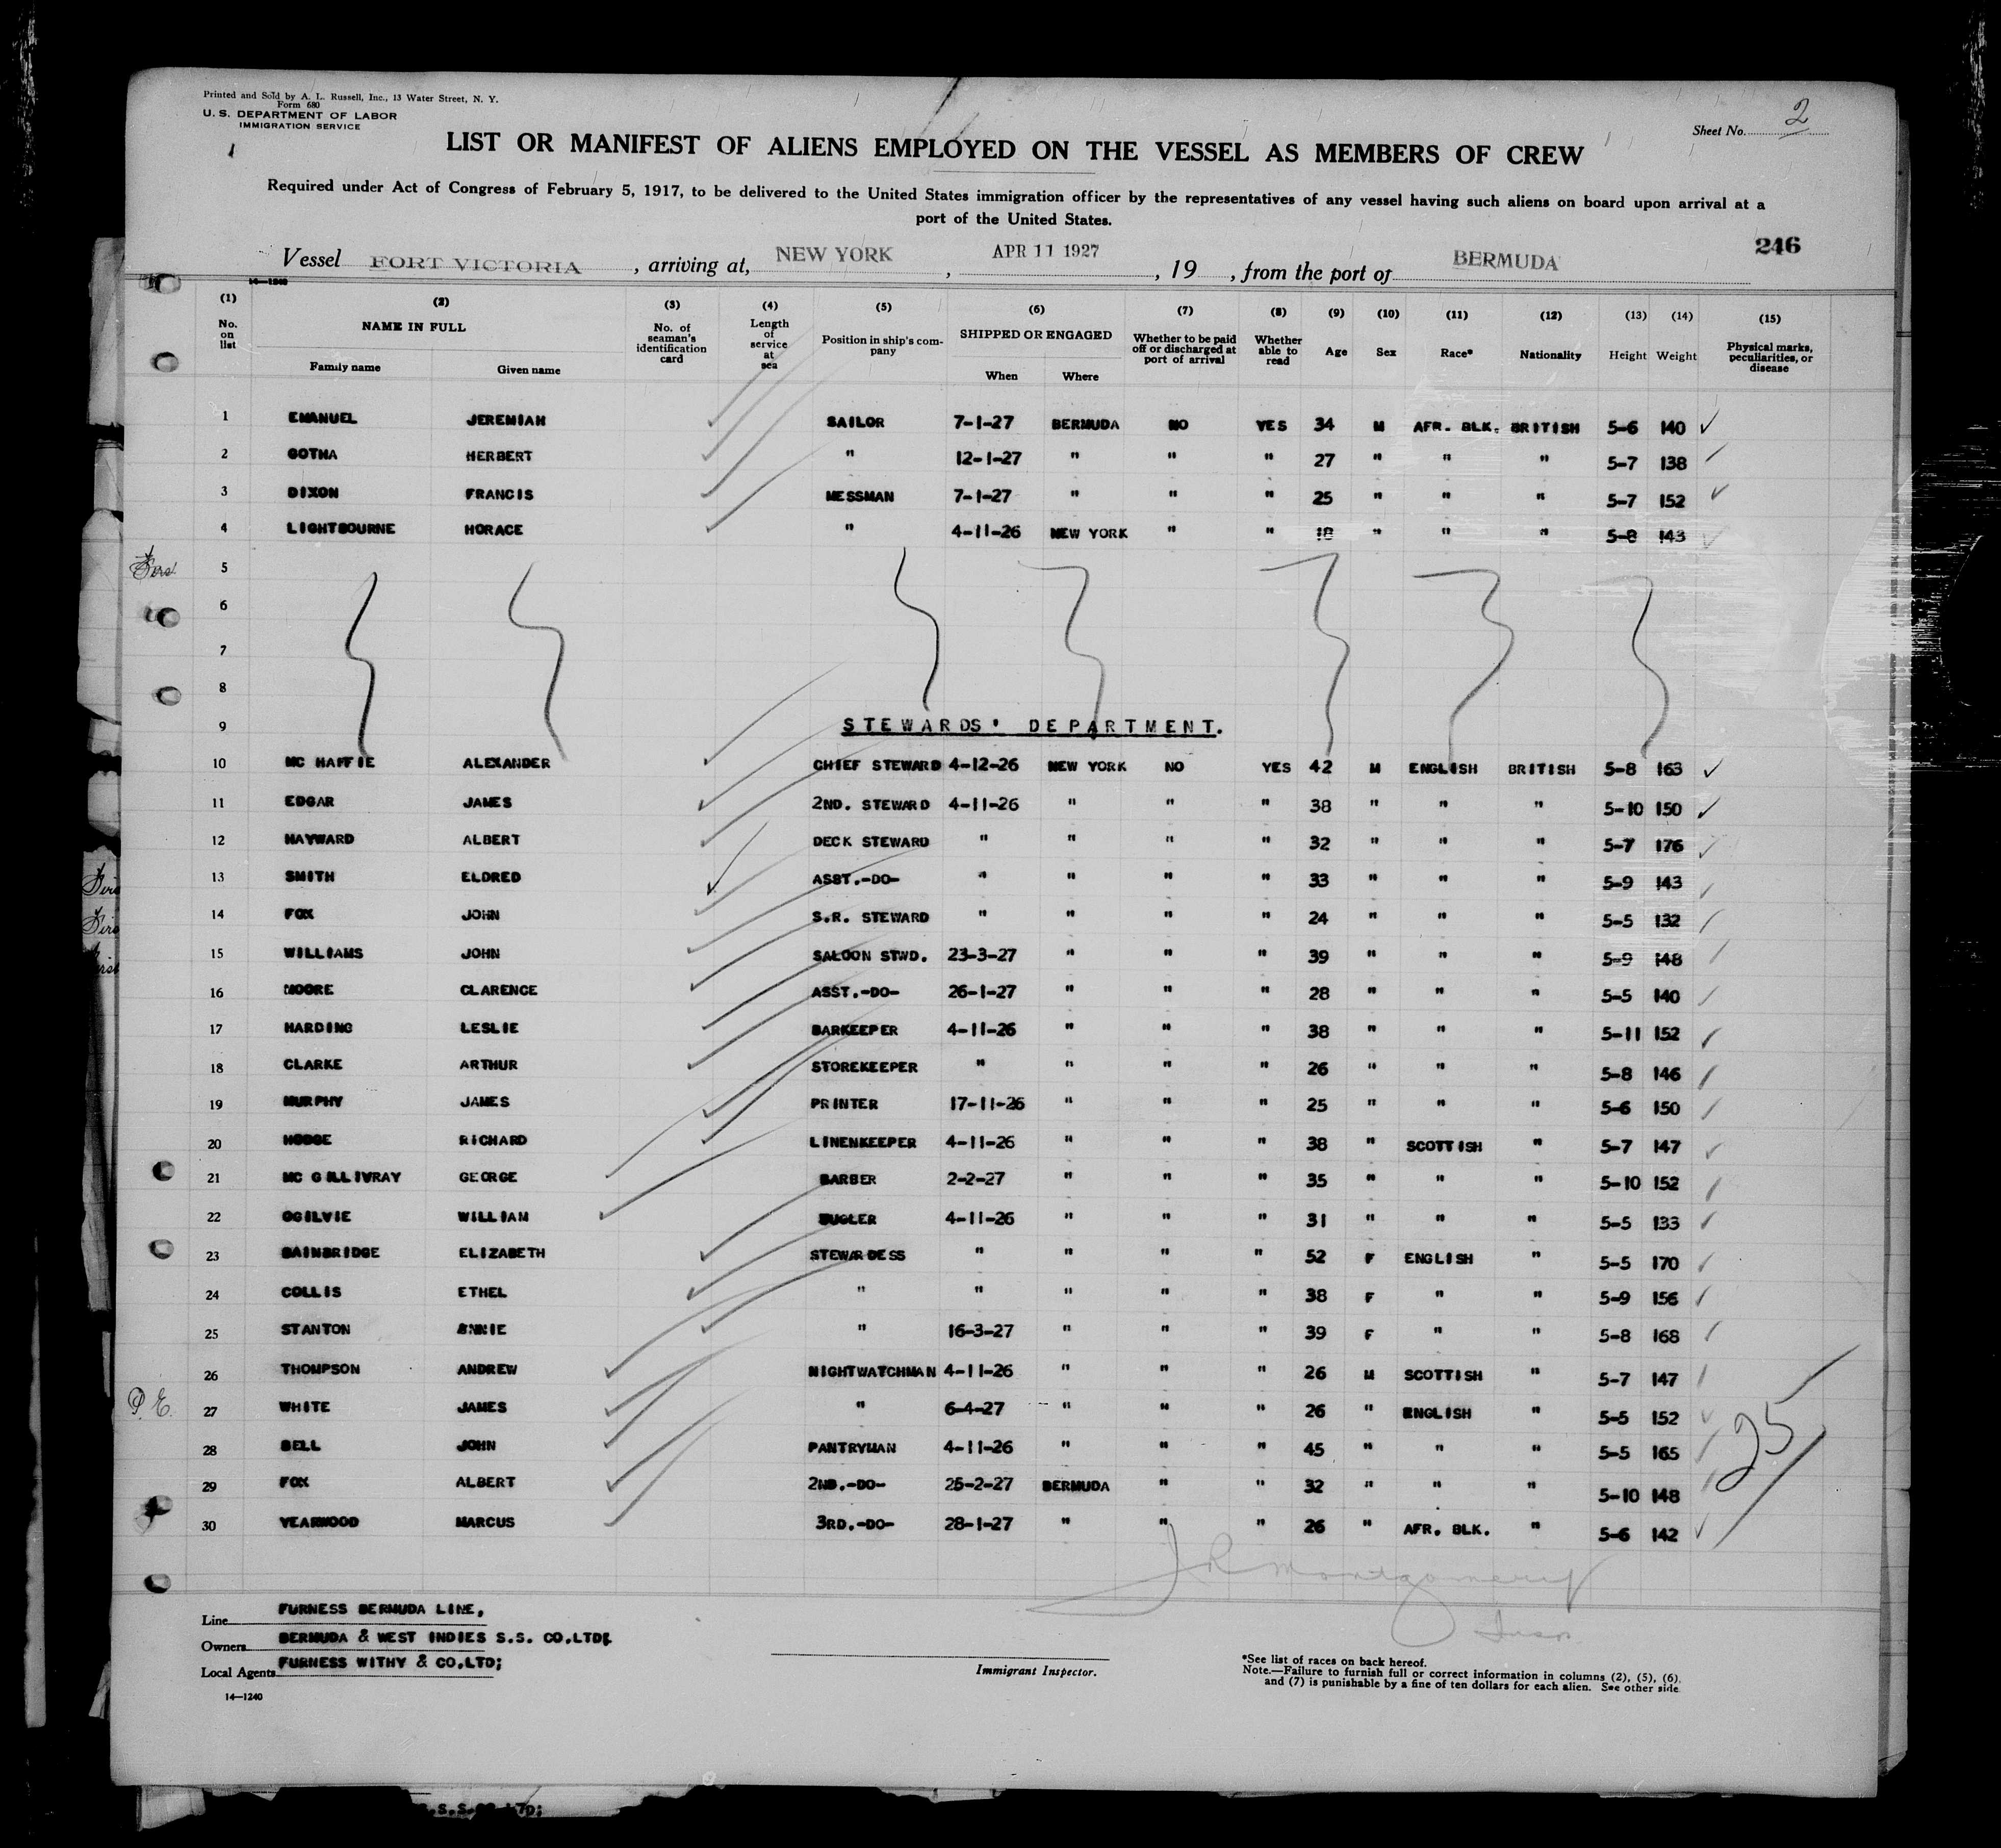 Printed and Sold by A. L. Russell, Inc., 13 Water Street, N. Y.
Form 680
U. S. DEPARTMENT OF LABOR
IMMIGRATION SERVICE
Sheet No. 2
LIST OR MANIFEST OF ALIENS EMPLOYED ON THE VESSEL AS MEMBERS OF CREW
Required under Act of Congress of February 5, 1917, to be delivered to the United States immigration officer by the representatives of any vessel having such aliens on board upon arrival at a
port of the United States.
246
Vessel FORT VICTORIA, arriving at, NEW YORK, APR 11 1927, 19 , from the port of BERMUDA
14—1240
(1) (2) (3) (4) (5) (6) (7) (8) (9) (10) (11) (12) (13) (14) (15)
No. on list NAME IN FULL Family name Given name No. of seaman's identification card Length of service at sea Position in ship's company SHIPPED OR ENGAGED When Where Whether to be paid off or discharged at port of arrival Whether able to read Age Sex Race* Nationality Height Weight Physical marks, peculiarities, or disease
1 EMANUEL JEREMIAH SAILOR 7-1-27 BERMUDA NO YES 34 M AFR. BLK. BRITISH 5-6 140
2 GOTHA HERBERT " 12-1-27 " " " 27 " " " 5-7 138
3 DIXON FRANCIS MESSMAN 7-1-27 " " " 25 " " " 5-7 152
4 LIGHTBOURNE HORACE " 4-11-26 NEW YORK " " 18 " " " 5-8 143
5
6
7
8
9 STEWARDS' DEPARTMENT.
10 MC HAFFIE ALEXANDER CHIEF STEWARD 4-12-26 NEW YORK NO YES 42 M ENGLISH BRITISH 5-8 163
11 EDGAR JAMES 2ND. STEWARD 4-11-26 " " " 38 " " " 5-10 150
12 HAYWARD ALBERT DECK STEWARD " " " " 32 " " " 5-7 176
13 SMITH ELDRED ASST.-DO- " " " " 33 " " " 5-9 143
14 FOX JOHN S.R. STEWARD " " " " 24 " " " 5-5 132
15 WILLIAMS JOHN SALOON STWD. 23-3-27 " " " 39 " " " 5-9 148
16 MOORE CLARENCE ASST.-DO- 26-1-27 " " " 28 " " " 5-5 140
17 HARDING LESLIE BARKEEPER 4-11-26 " " " 38 " " " 5-11 152
18 CLARKE ARTHUR STOREKEEPER " " " " 26 " " " 5-8 146
19 MURPHY JAMES PRINTER 17-11-26 " " " 25 " " " 5-6 150
20 HODGE RICHARD LINENKEEPER 4-11-26 " " " 38 " SCOTTISH " 5-7 147
21 MC GILLIVRAY GEORGE BARBER 2-2-27 " " " 35 " " " 5-10 152
22 OGILVIE WILLIAM BUGLER 4-11-26 " " " 31 " " " 5-5 133
23 BAINBRIDGE ELIZABETH STEWARDESS " " " " 52 F ENGLISH " 5-5 170
24 COLLIS ETHEL " " " " " 38 F " " 5-9 156
25 STANTON ANNIE " 16-3-27 " " " 39 F " " 5-8 168
26 THOMPSON ANDREW NIGHTWATCHMAN 4-11-26 " " " 26 M SCOTTISH " 5-7 147
P.E. 27 WHITE JAMES " 6-4-27 " " " 26 " ENGLISH " 5-5 152
28 BELL JOHN PANTRYMAN 4-11-26 " " " 45 " " " 5-5 165
25
29 FOX ALBERT 2ND.-DO- 25-2-27 BERMUDA " " 32 " " " 5-10 148
30 YEARWOOD MARCUS 3RD.-DO- 28-1-27 " " " 26 " AFR. BLK. " 5-6 142
J R Montgomery
Insp.
Line FURNESS BERMUDA LINE,
Owners BERMUDA & WEST INDIES S.S. CO.LTD.
Local Agents FURNESS WITHY & CO.LTD;
Immigrant Inspector.
*See list of races on back hereof.
Note.—Failure to furnish full or correct information in columns (2), (5), (6)
and (7) is punishable by a fine of ten dollars for each alien. See other side
14—1240